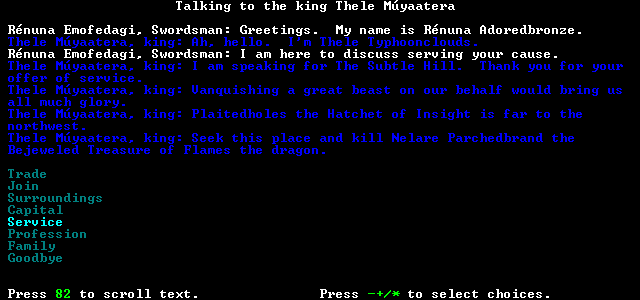 Talking to the king Thele Múyaatera
Rénuna Emofedagi, Swordsman: Greetings.  My name is Rénuna Adoredbronze.
Thele Múyaatera, king: Ah, hello.  I'm Thele Typhoonclouds.
Rénuna Emofedagi, Swordsman: I am here to discuss serving your cause.
Thele Múyaatera, king: I am speaking for The Subtle Hill.  Thank you for your
offer of service.
Thele Múyaatera, king: Vanquishing a great beast on our behalf would bring us
all much glory.
Thele Múyaatera, king: Plaitedholes the Hatchet of Insight is far to the
northwest.
Thele Múyaatera, king: Seek this place and kill Nelare Parchedbrand the
Bejeweled Treasure of Flames the dragon.
Trade
Join
Surroundings
Capital
Service
Profession
Family
Goodbye
Press 82 to scroll text.    Press -+/* to select choices.